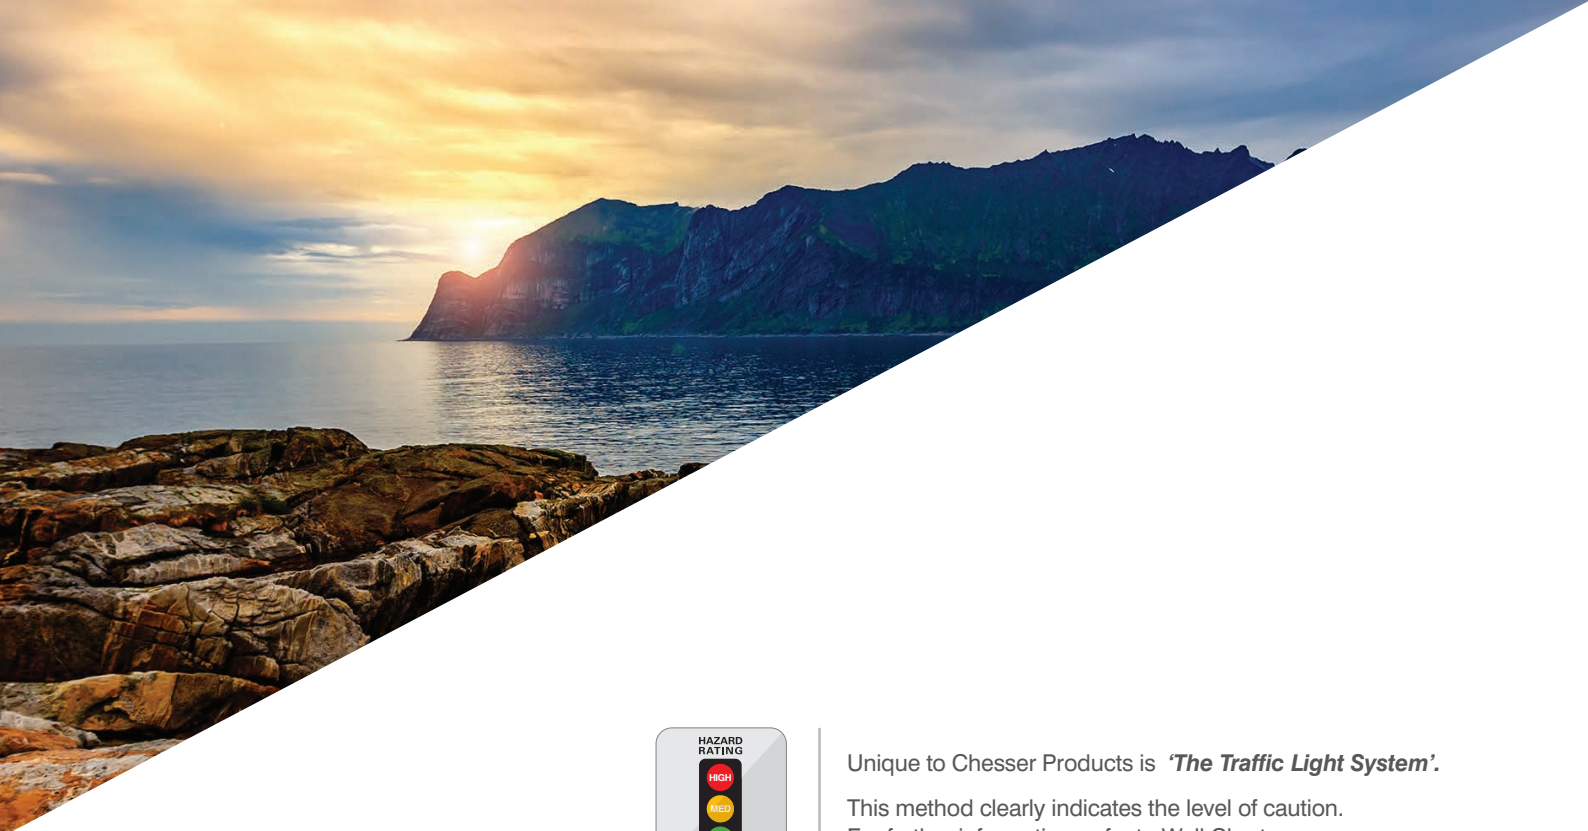 HAZARD
RATING
HIGH
MED
Unique to Chesser Products is ‘The Traffic Light System’.
This method clearly indicates the level of caution.